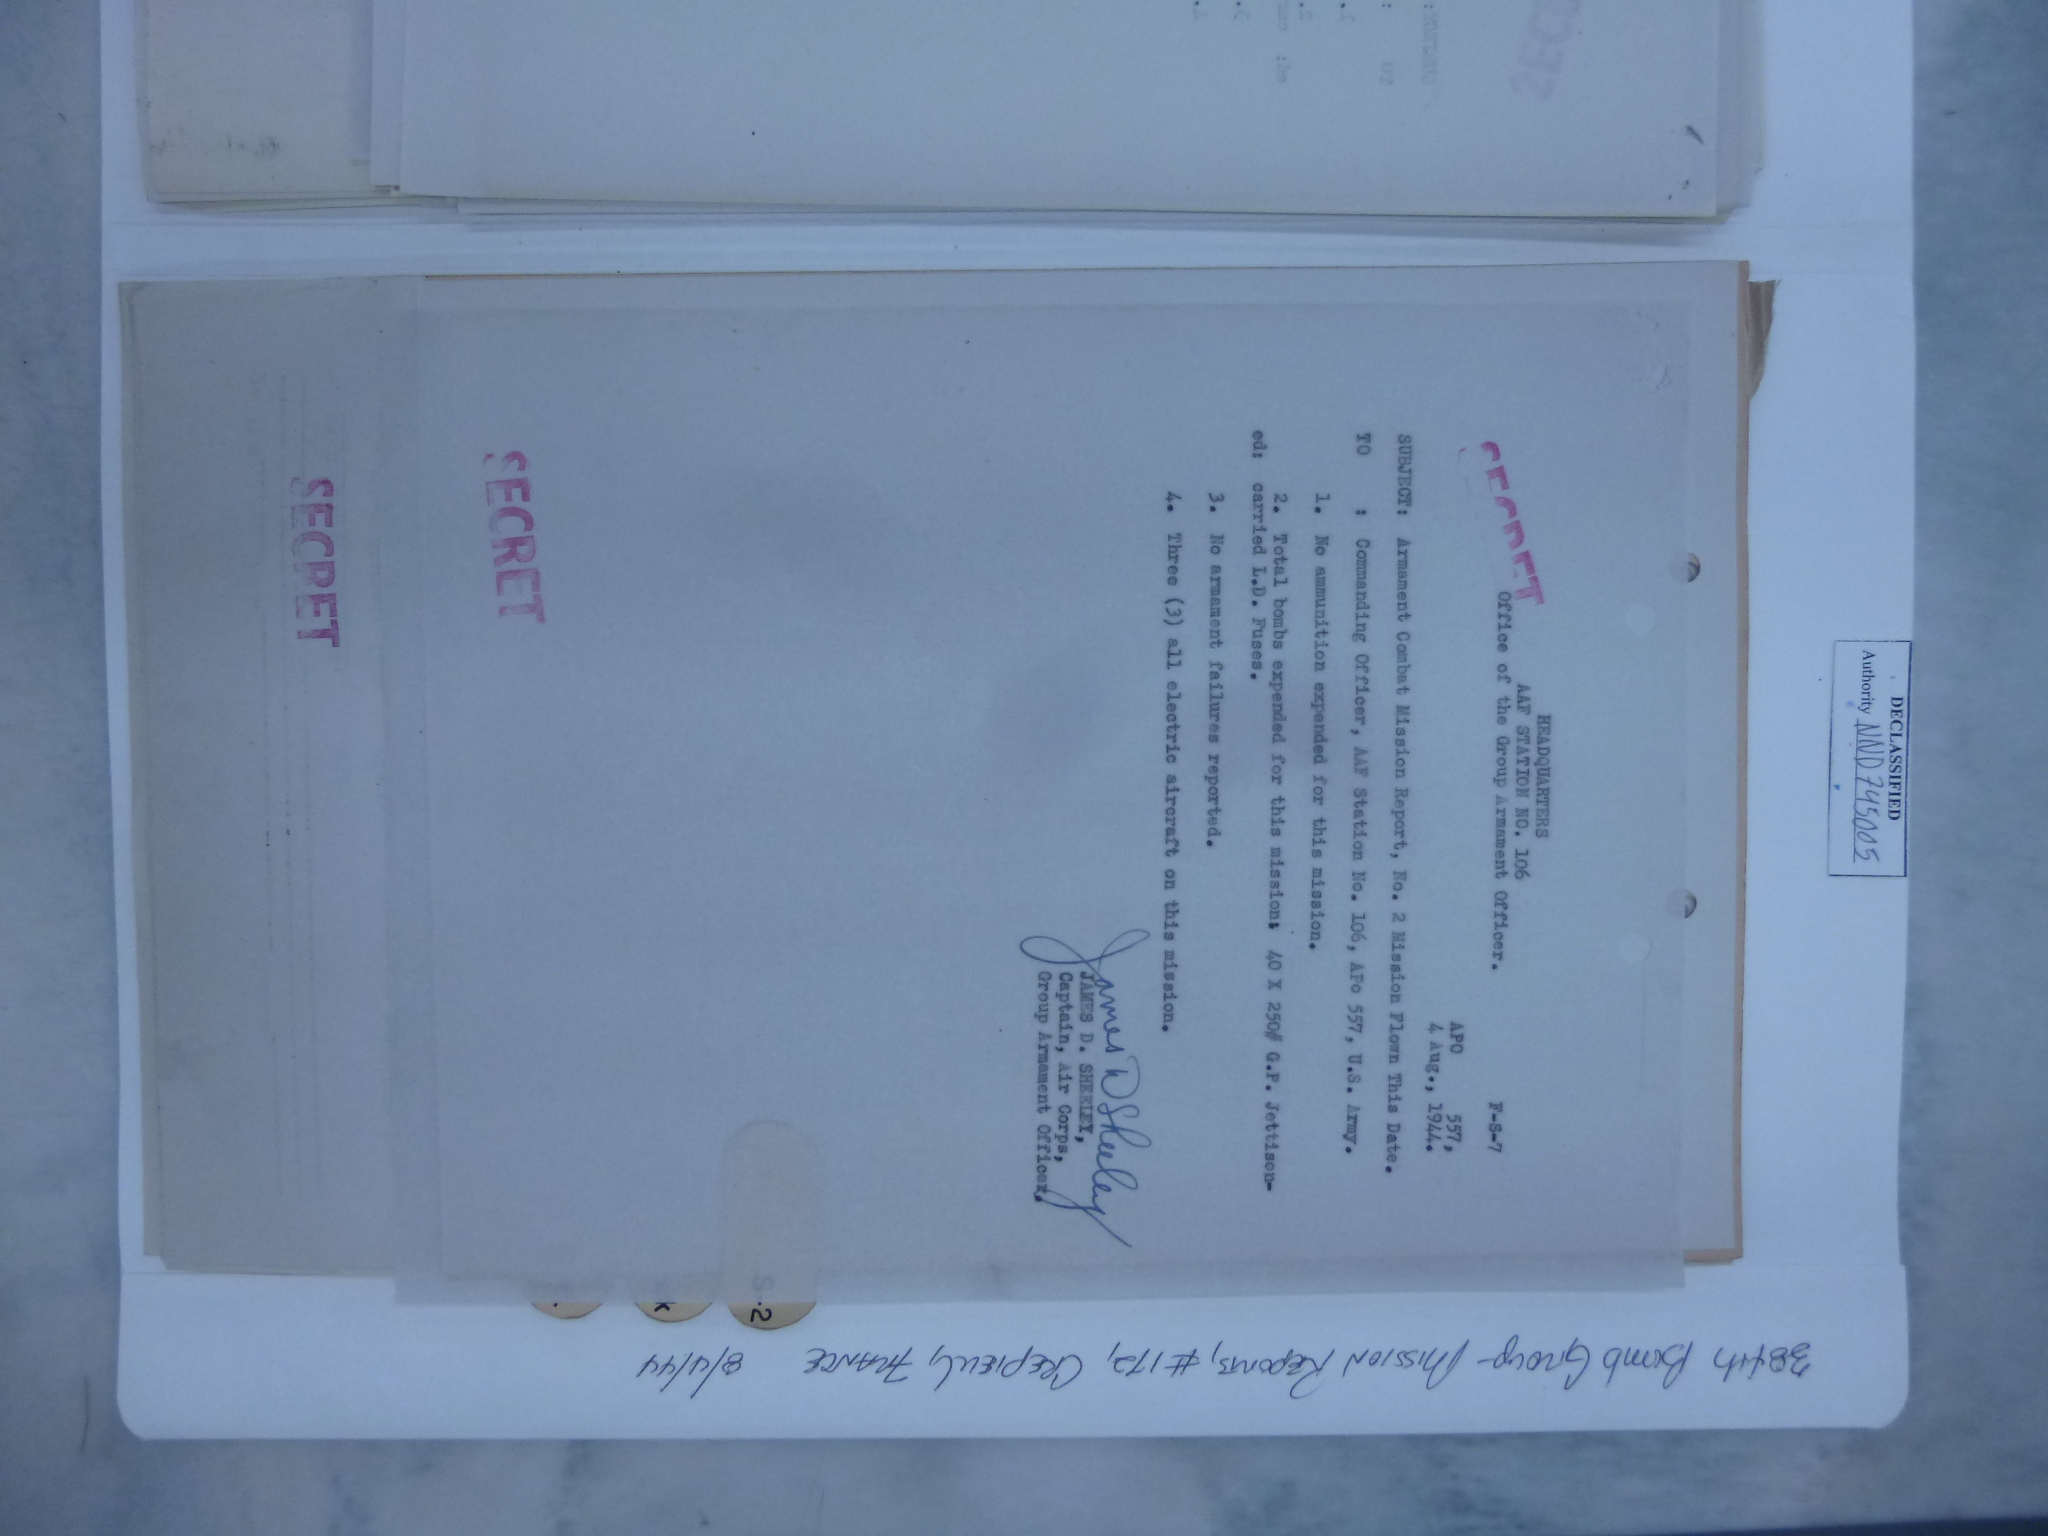 DECLASSIFIED
Authority NND 745005
SECRET
HEADQUARTERS
AAF STATION NO. 106
Office of the Group Armament Officer.
F-S-7
APO 557,
4 Aug., 1944.
SUBJECT: Armament Combat Mission Report, No. 2 Mission Flown This Date.
TO : Commanding Officer, AAF Station No. 106, APo 557, U.S. Army.
1. No ammunition expended for this mission.
2. Total bombs expended for this mission: 40 X 250# G.P. Jettison-
ed: carried L.D. Fuses.
3. No armament failures reported.
4. Three (3) all electric aircraft on this mission.
James D Sheeley
JAMES D. SHEELEY,
Captain, Air Corps,
Group Armament Officer.
SECRET
SECRET
S-2
k
384th Bomb Group - Mission Reports, #172, Crepieul, France 8/4/44